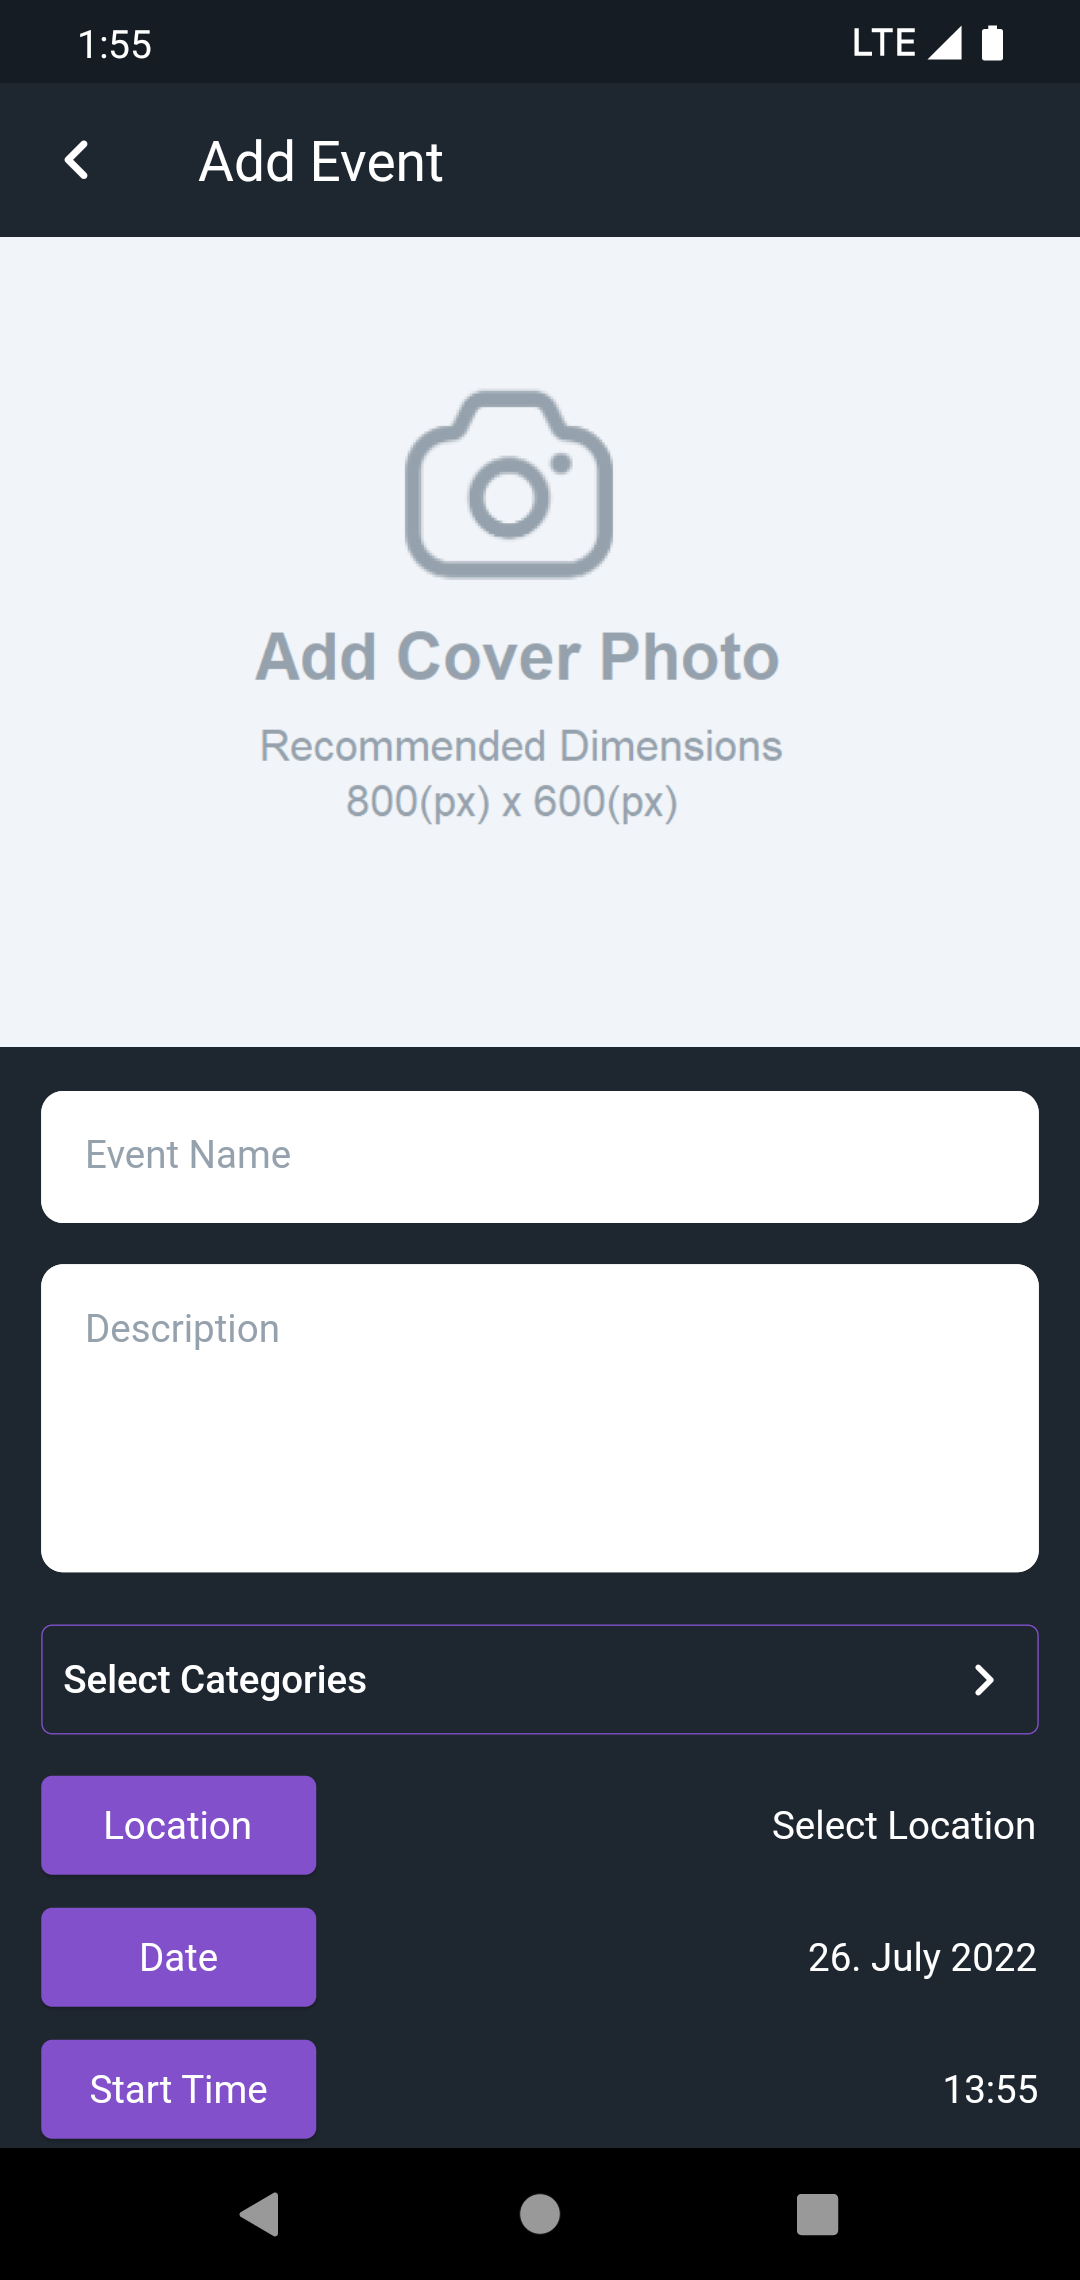 1:55 LTE
Add Event
Add Cover Photo
Recommended Dimensions
800(px) x 600(px)
Event Name
Description
Select Categories
Location Select Location
Date 26. July 2022
Start Time 13:55